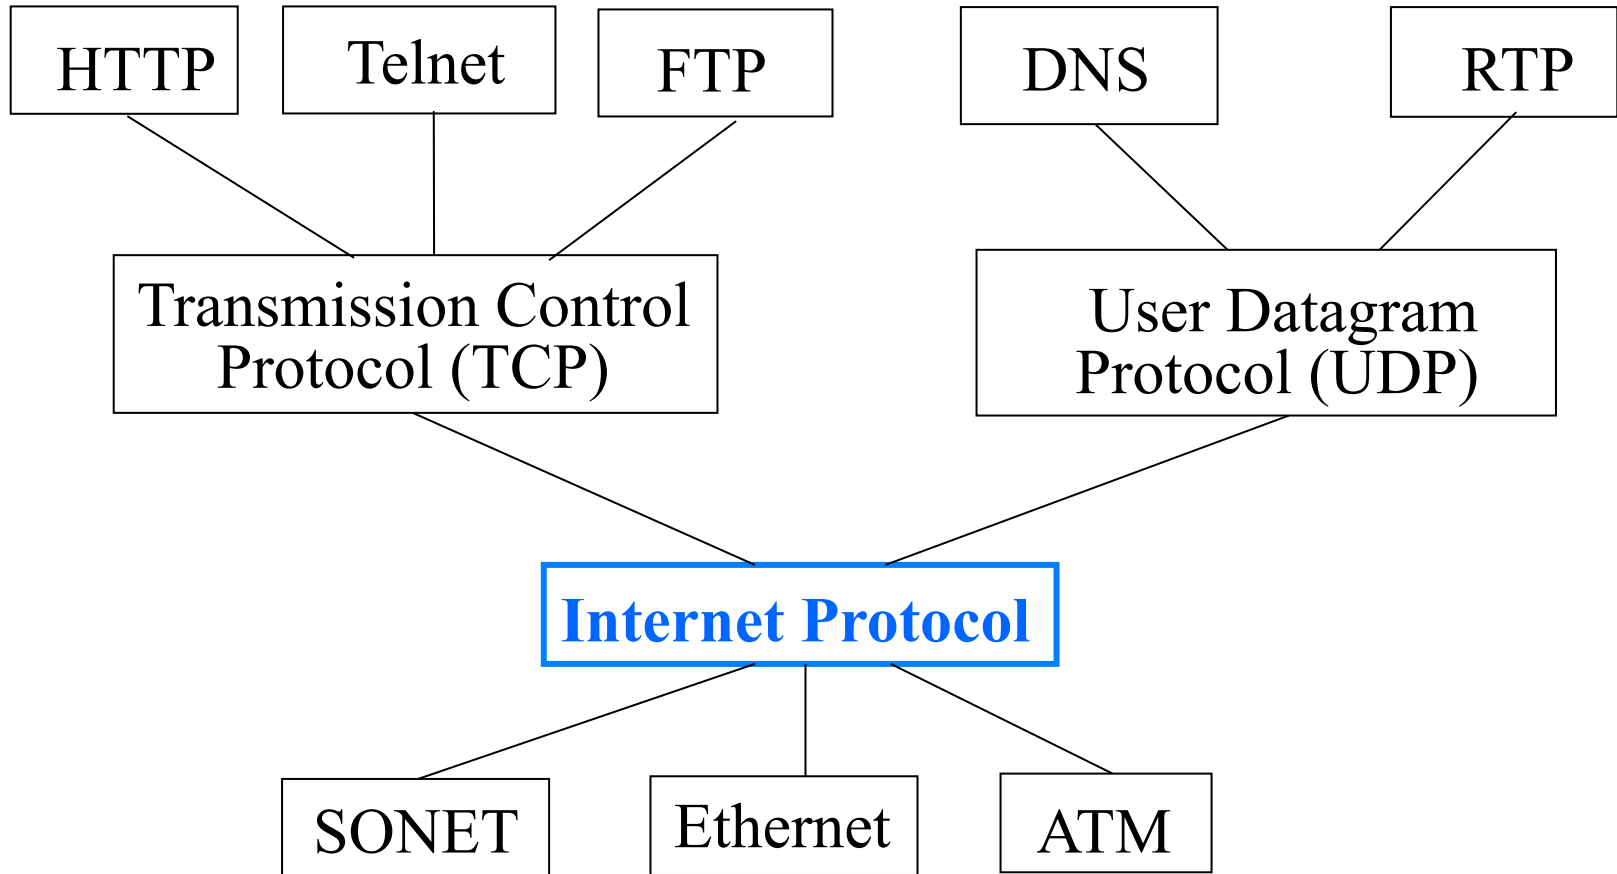 HTTP
Telnet
FTP
DNS
RTP
Transmission Control
Protocol (TCP)
User Datagram
Protocol (UDP)
Internet Protocol
SONET
Ethernet
ATM